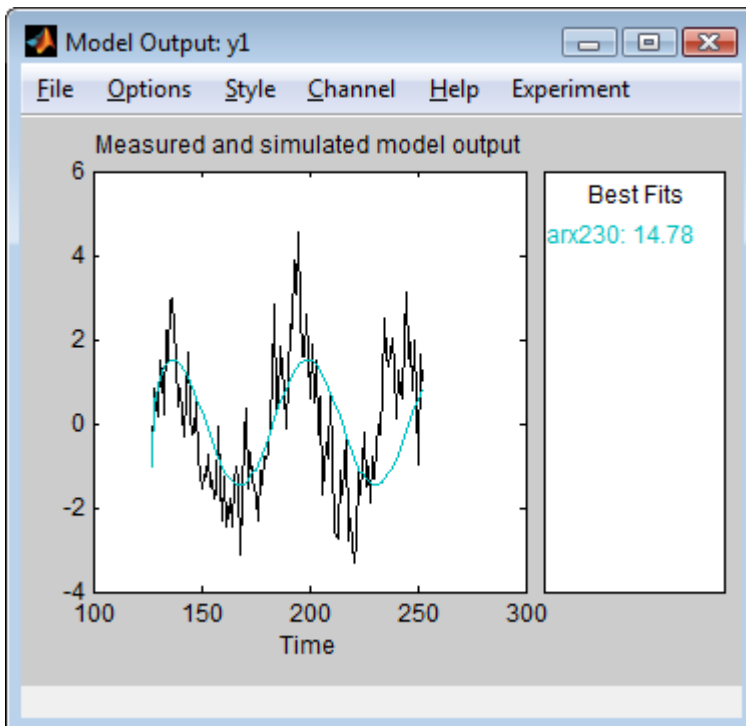 Model Output: y1
File Options Style Channel Help Experiment
Measured and simulated model output
6
4
2
0
-2
-4
100 150 200 250 300
Time
Best Fits
arx230: 14.78